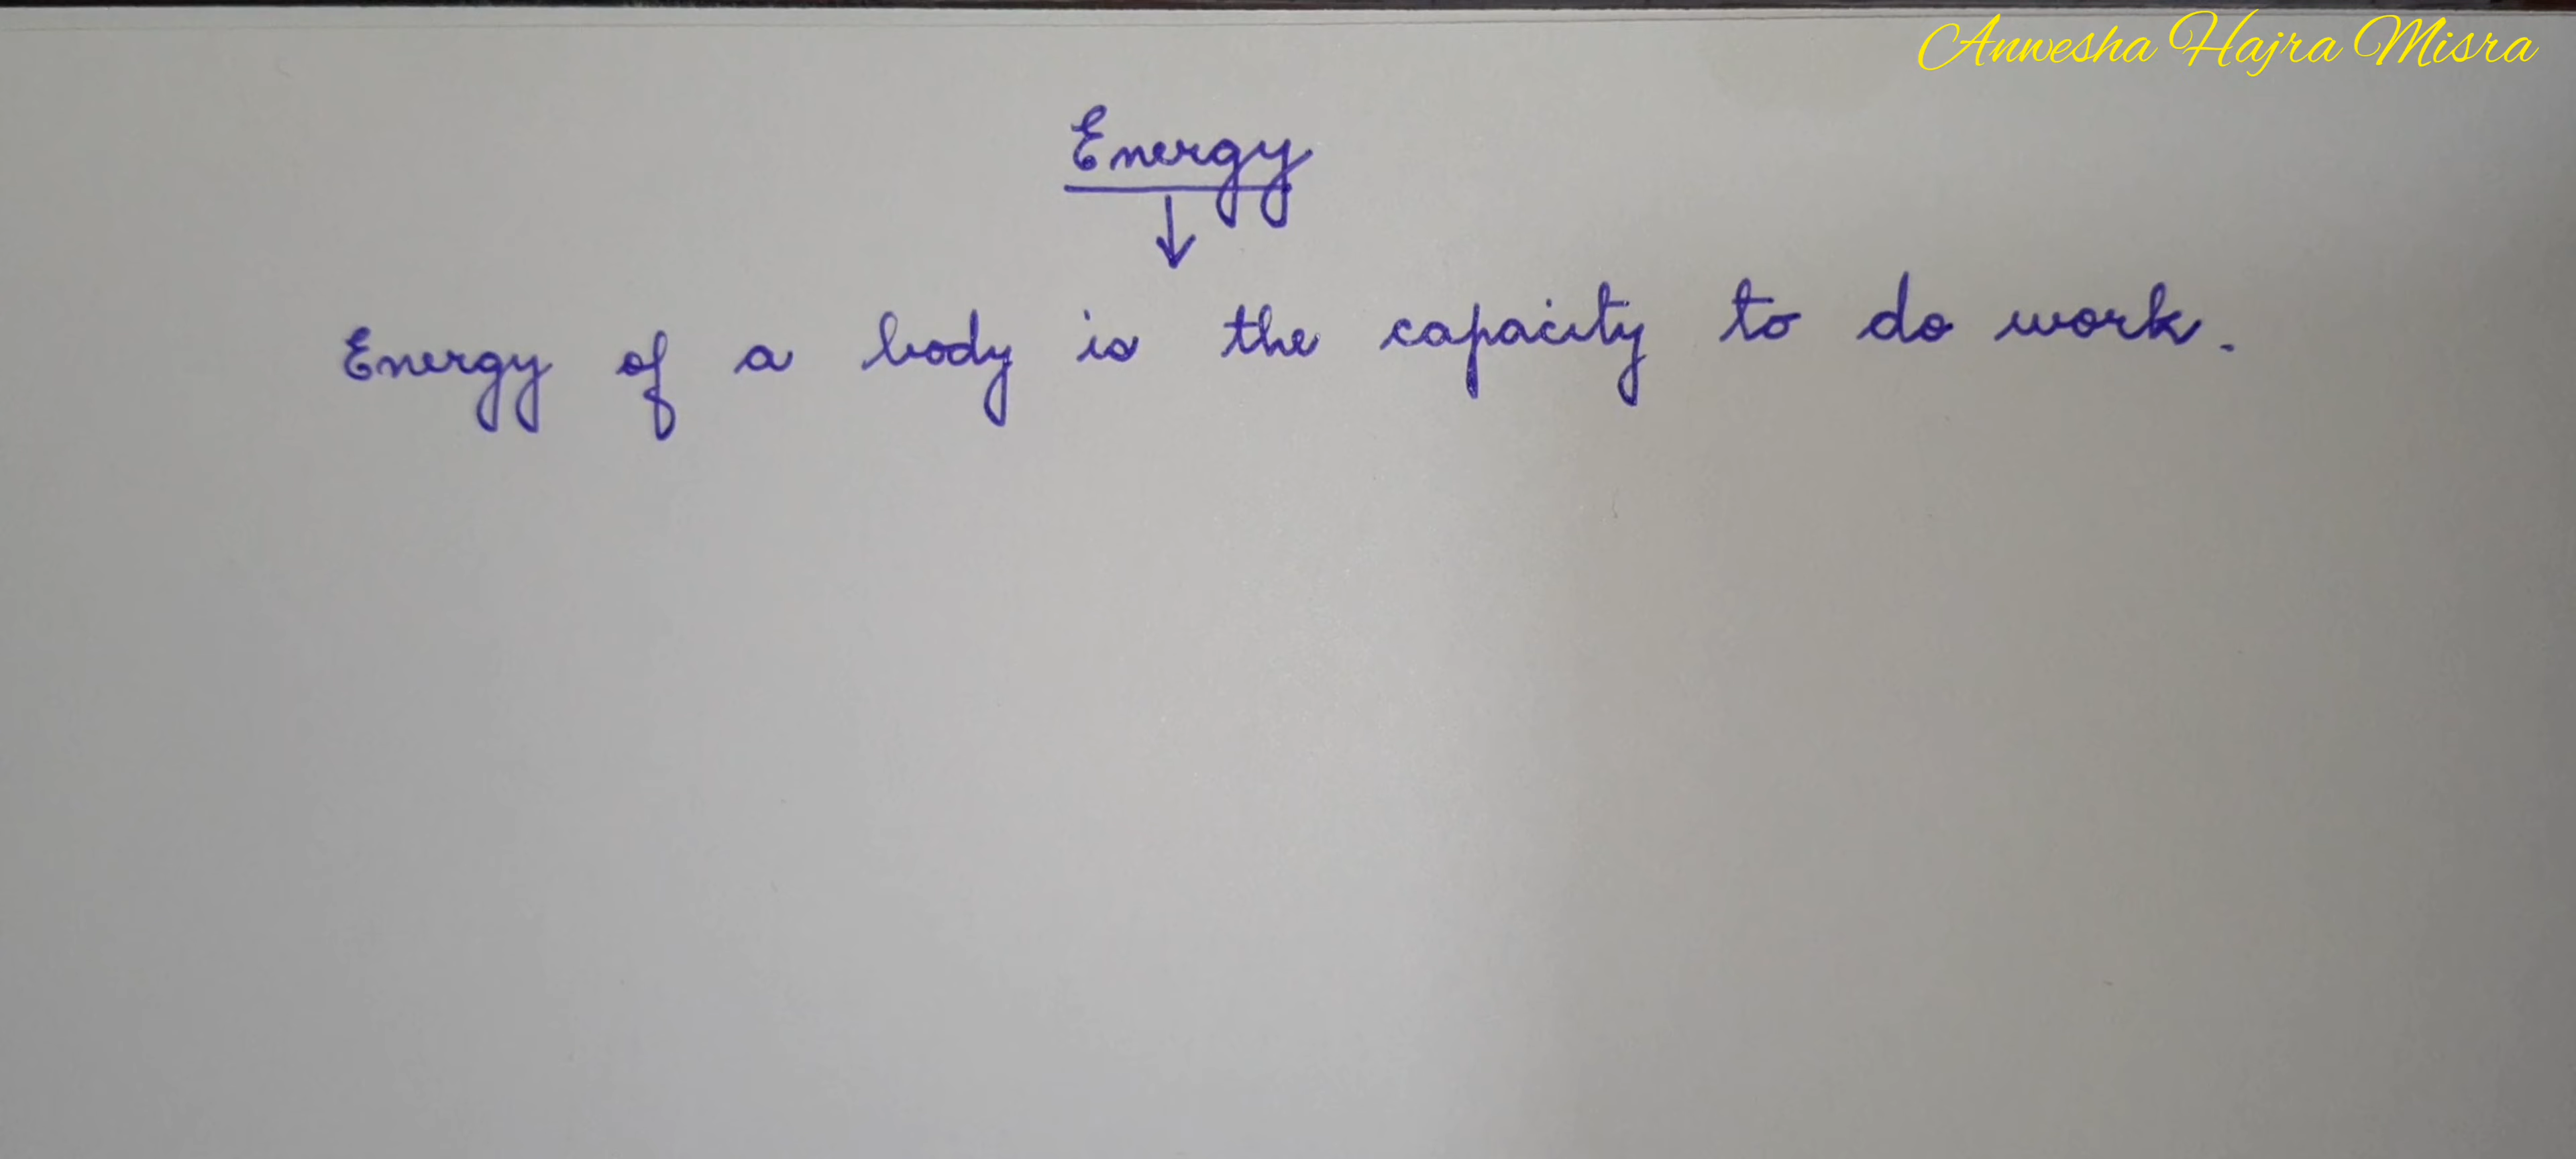 Anwesha Hajra Misra
Energy
↓
Energy of a body is the capacity to do work.